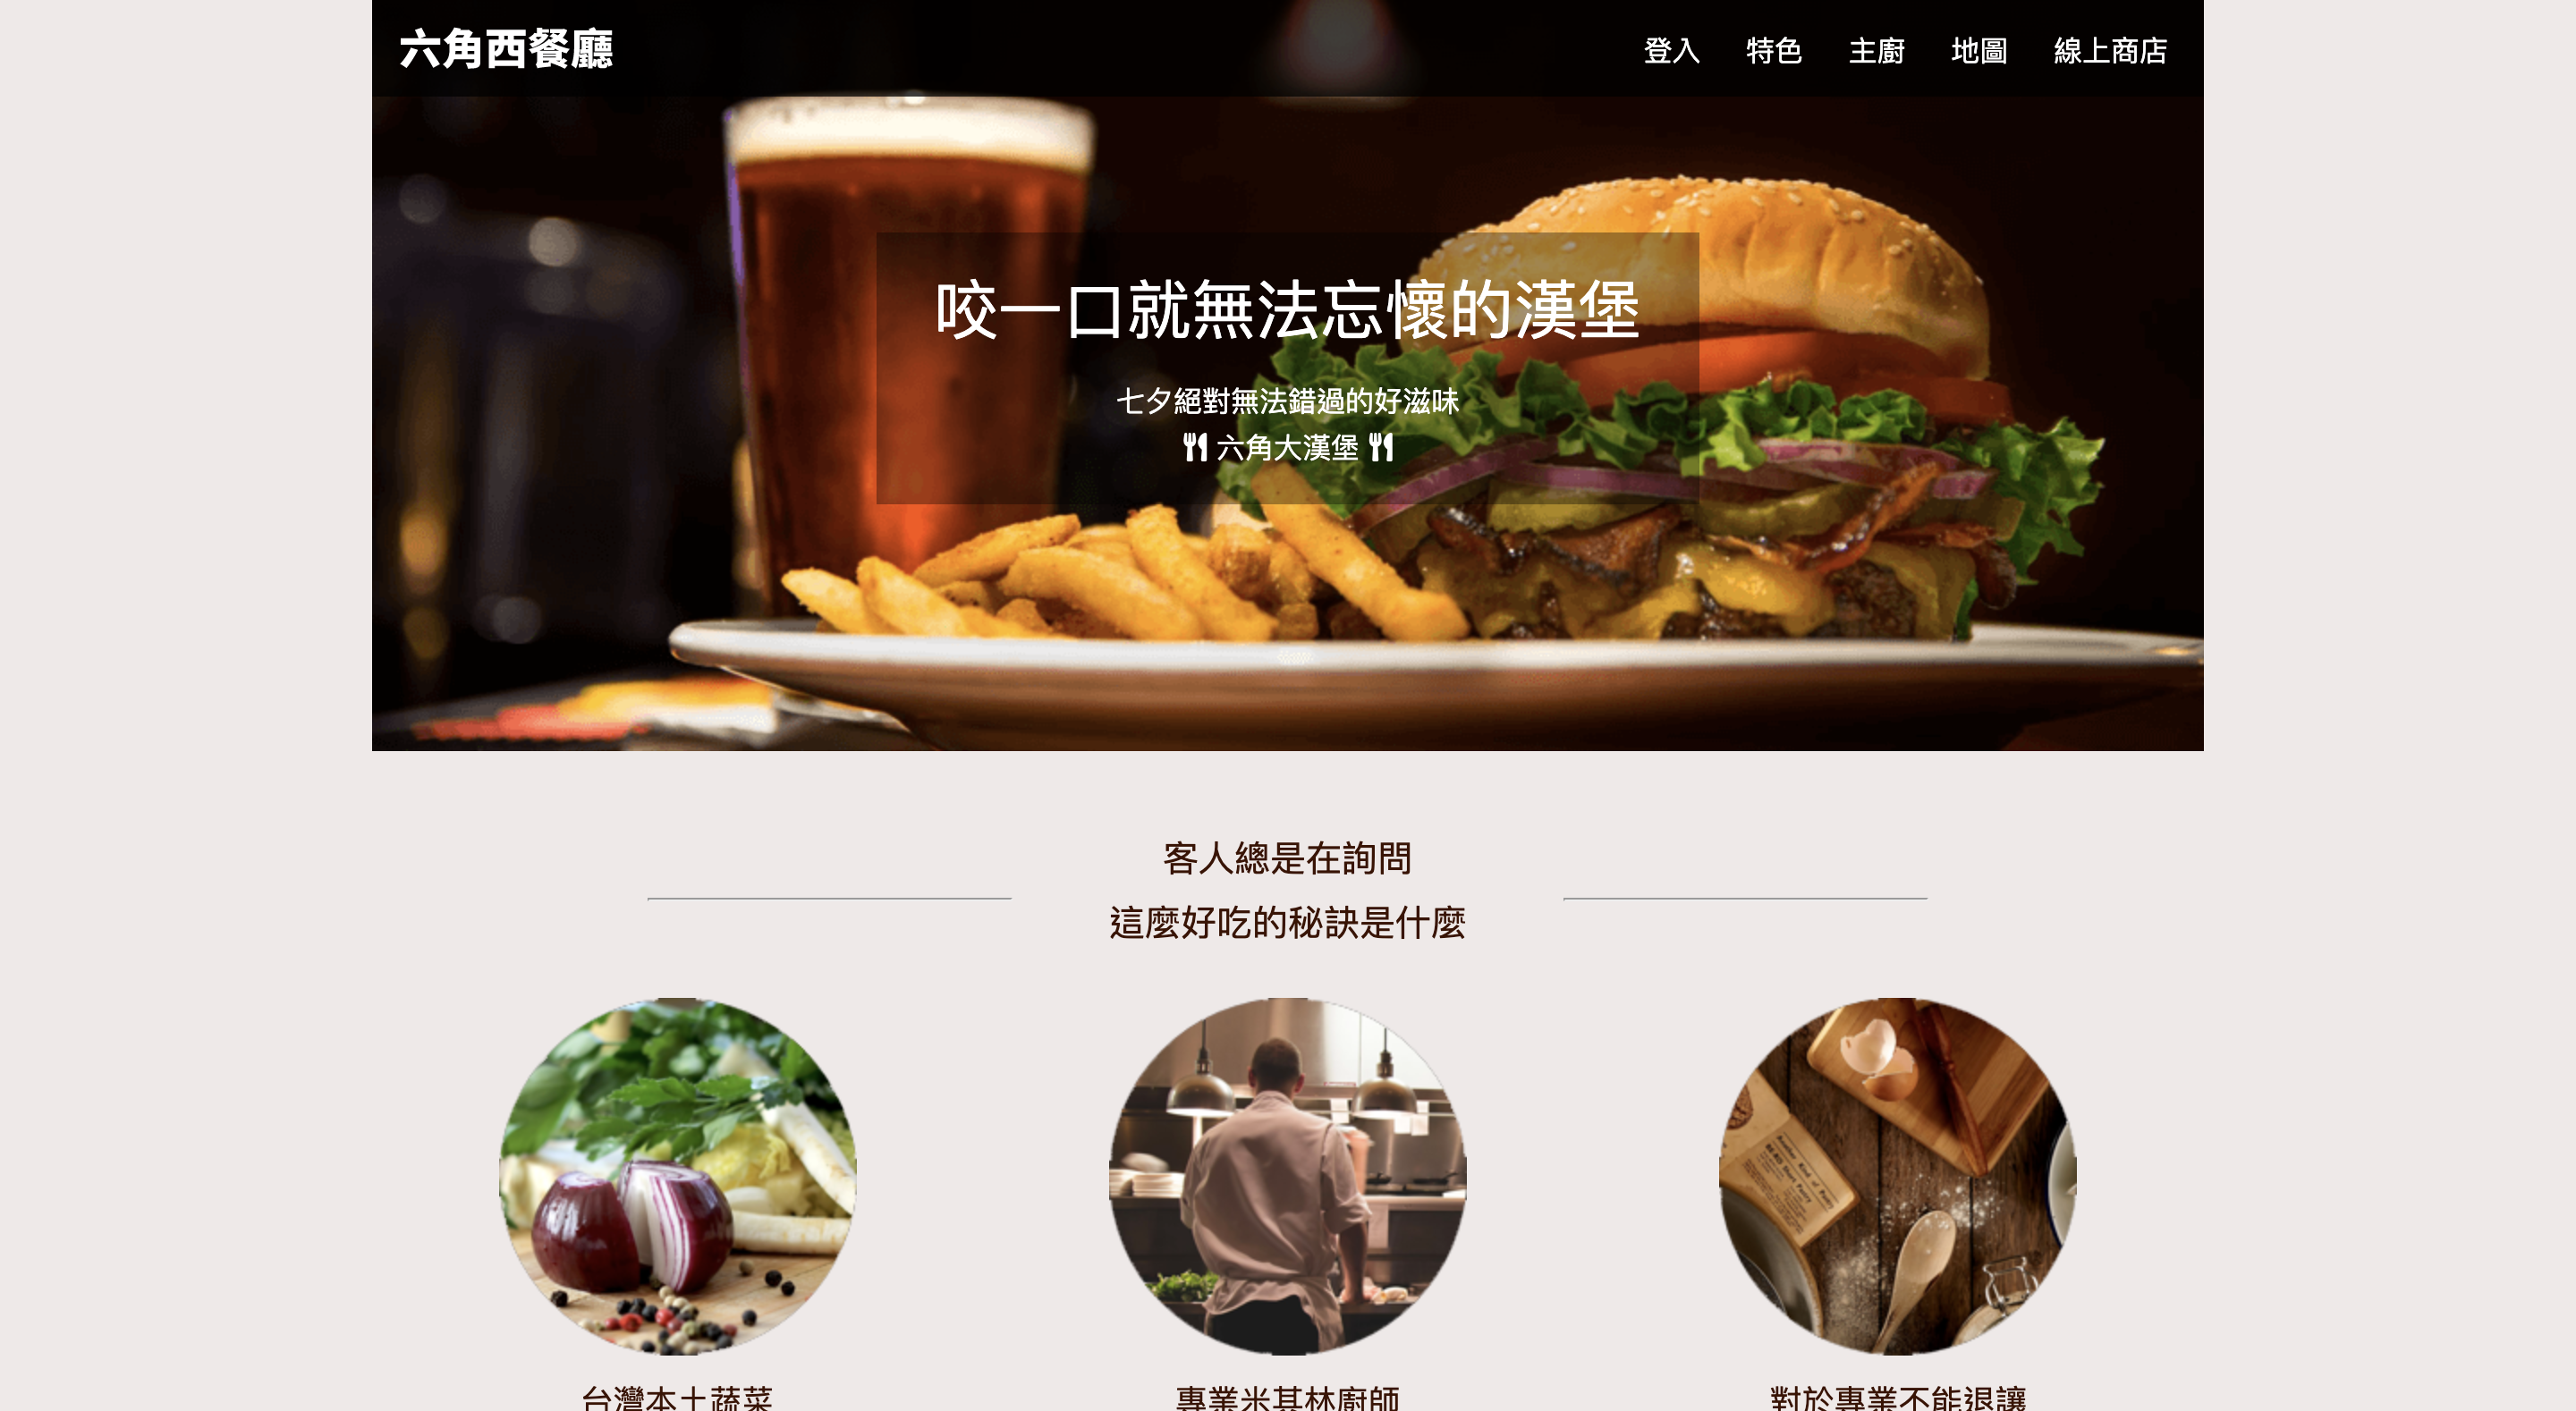 六角西餐廳
登入 特色 主廚 地圖 線上商店
咬一口就無法忘懷的漢堡
七夕絕對無法錯過的好滋味
六角大漢堡
客人總是在詢問
這麼好吃的秘訣是什麼
台灣本土蔬菜
專業米其林廚師
對於專業不能退讓